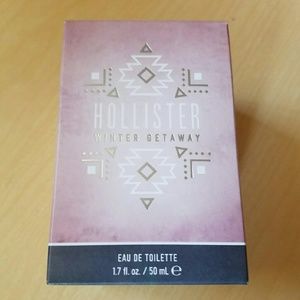 HOLLISTER
WINTER GETAWAY
EAU DE TOILETTE
1.7 fl. oz. / 50 mL ℮